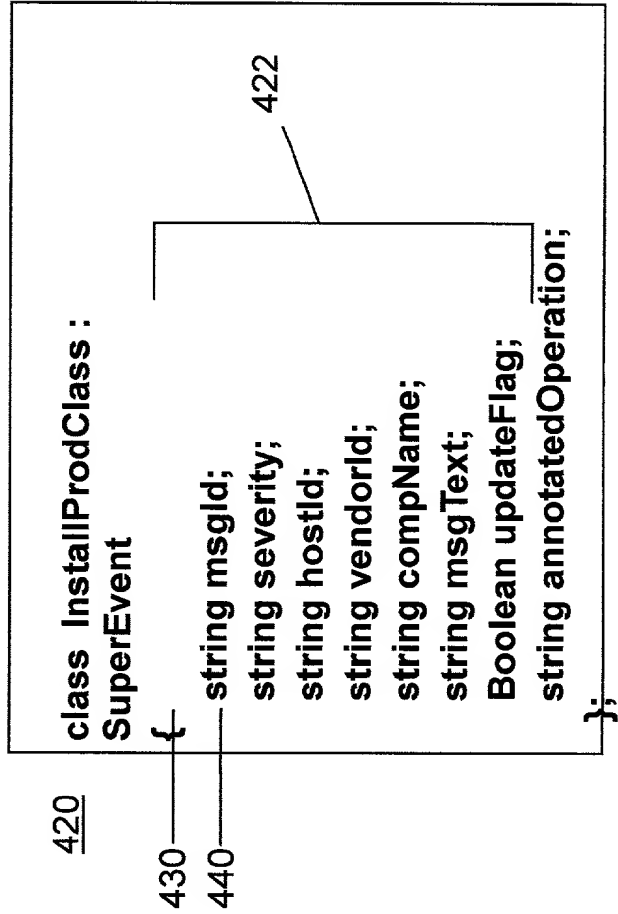 420
class InstallProdClass :
SuperEvent
430
{
440
string msgId;
string severity;
string hostId;
string vendorId;
string compName;
string msgText;
Boolean updateFlag;
string annotatedOperation;
};
422